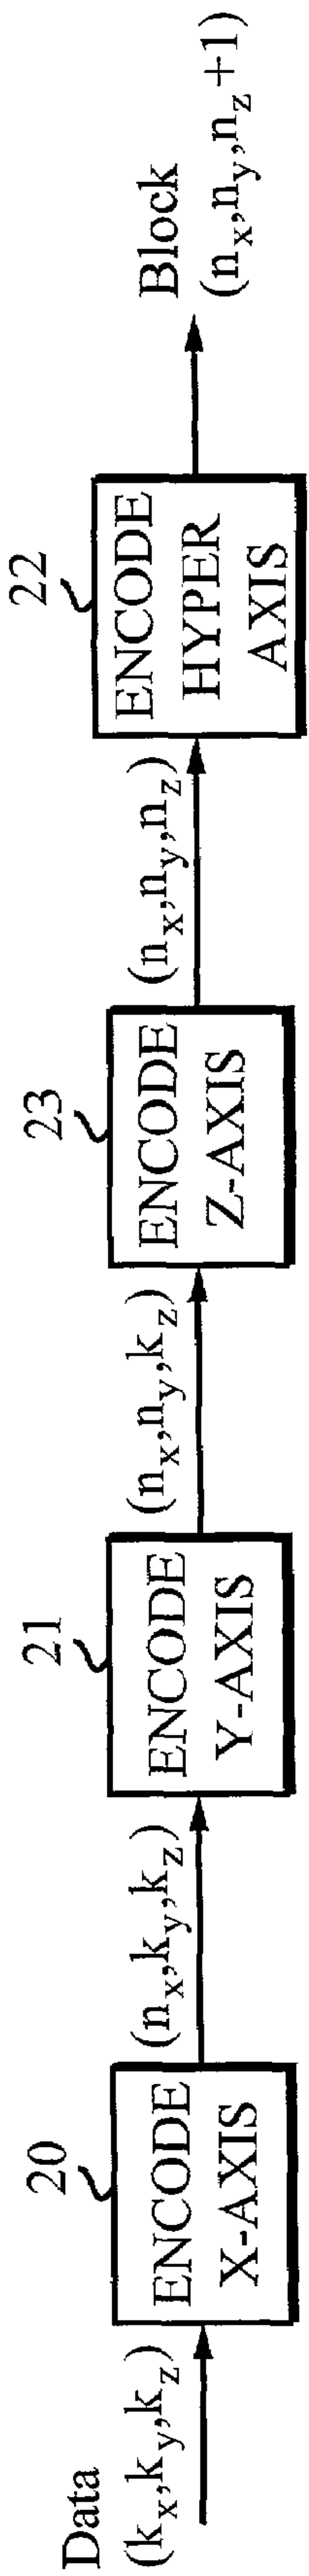 Data
(kx,ky,kz)
20
ENCODE
X-AXIS
(nx,ky,kz)
21
ENCODE
Y-AXIS
(nx,ny,kz)
23
ENCODE
Z-AXIS
(nx,ny,nz)
22
ENCODE
HYPER
AXIS
Block
(nx,ny,nz+1)